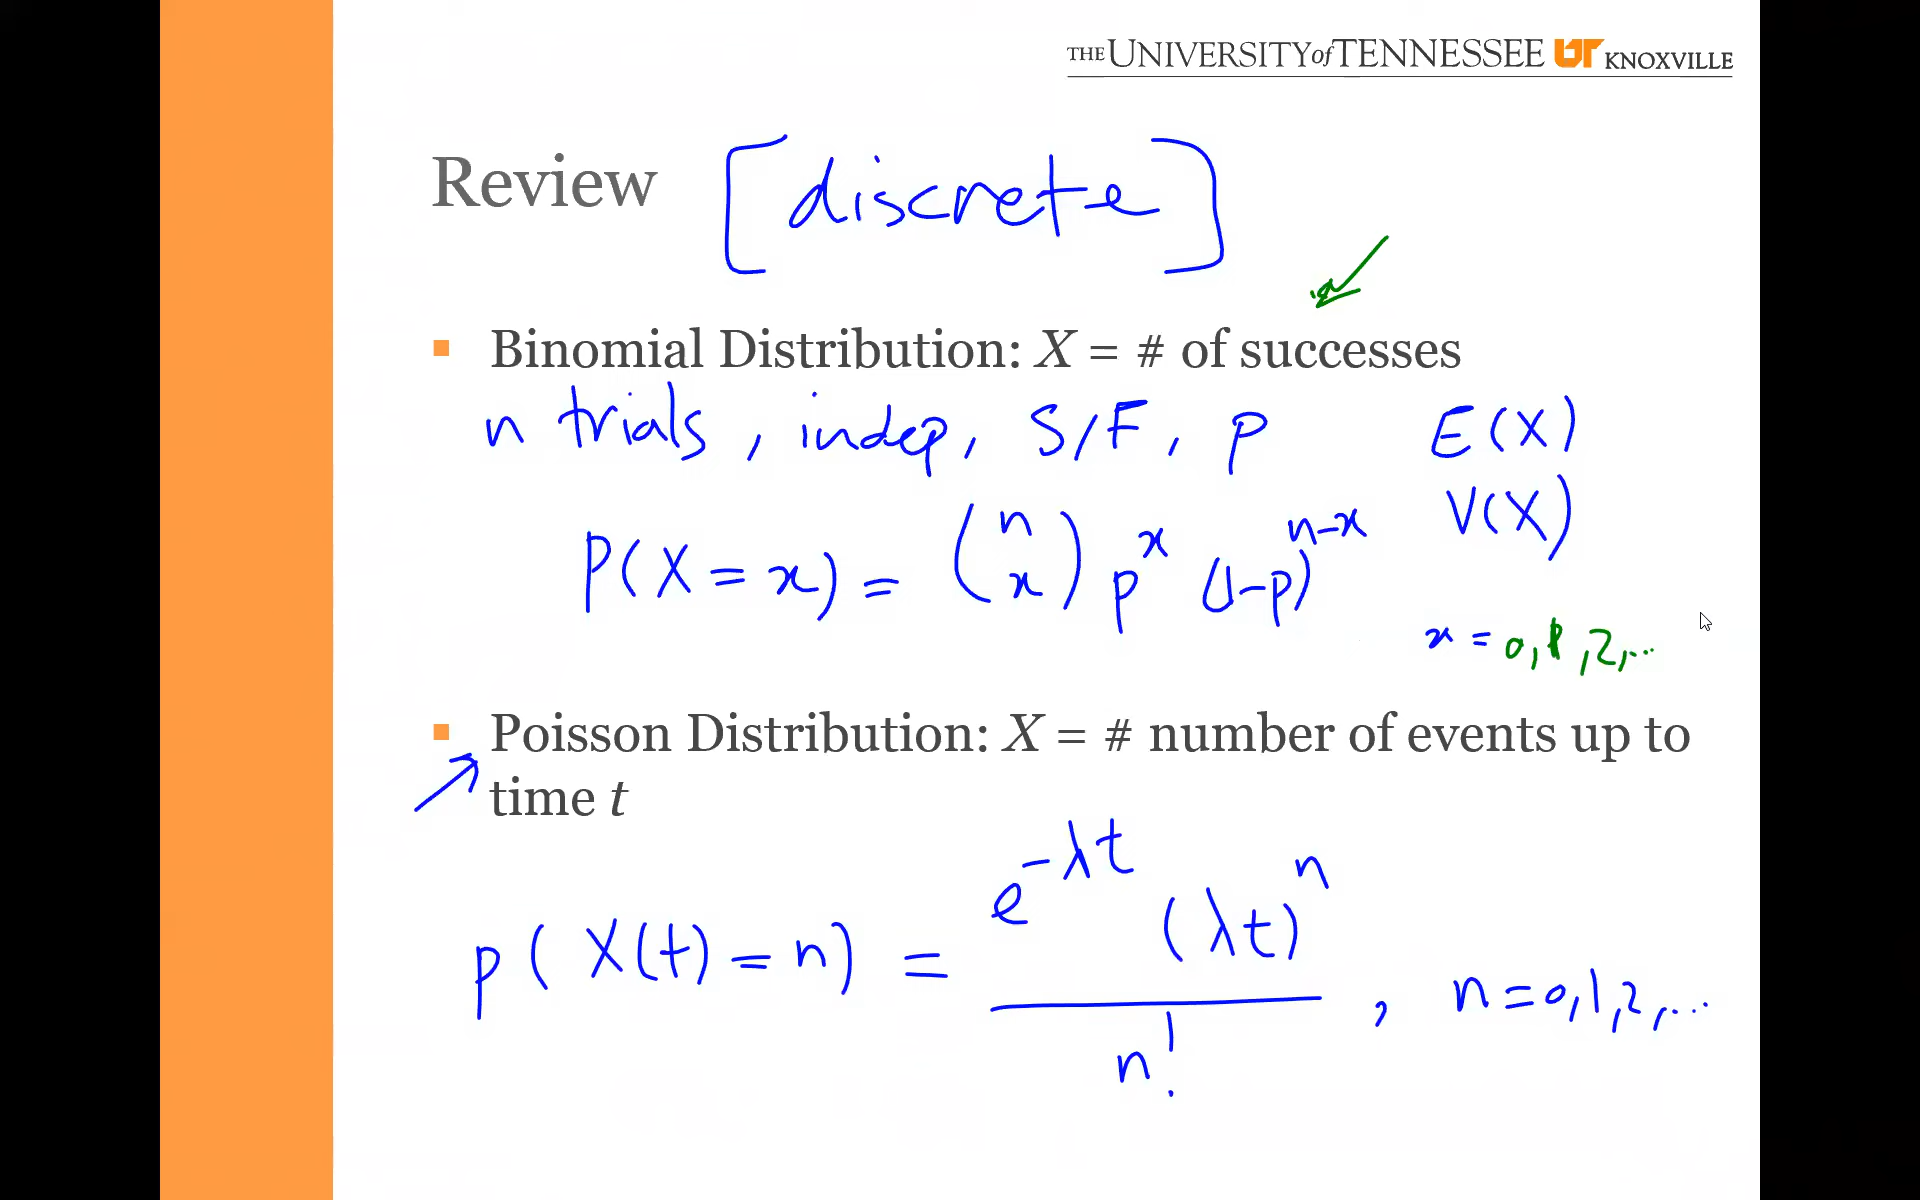 THE UNIVERSITY of TENNESSEE UT KNOXVILLE
Review [discrete]
Binomial Distribution: X = # of successes
n trials, indep, S/F, p E(X)
V(X)
P(X = x) = (n x) p^x (1-p)^n-x
x = 0,1,2,...
Poisson Distribution: X = # number of events up to
time t
p(X(t) = n) = e^-λt (λt)^n / n! , n = 0,1,2,...